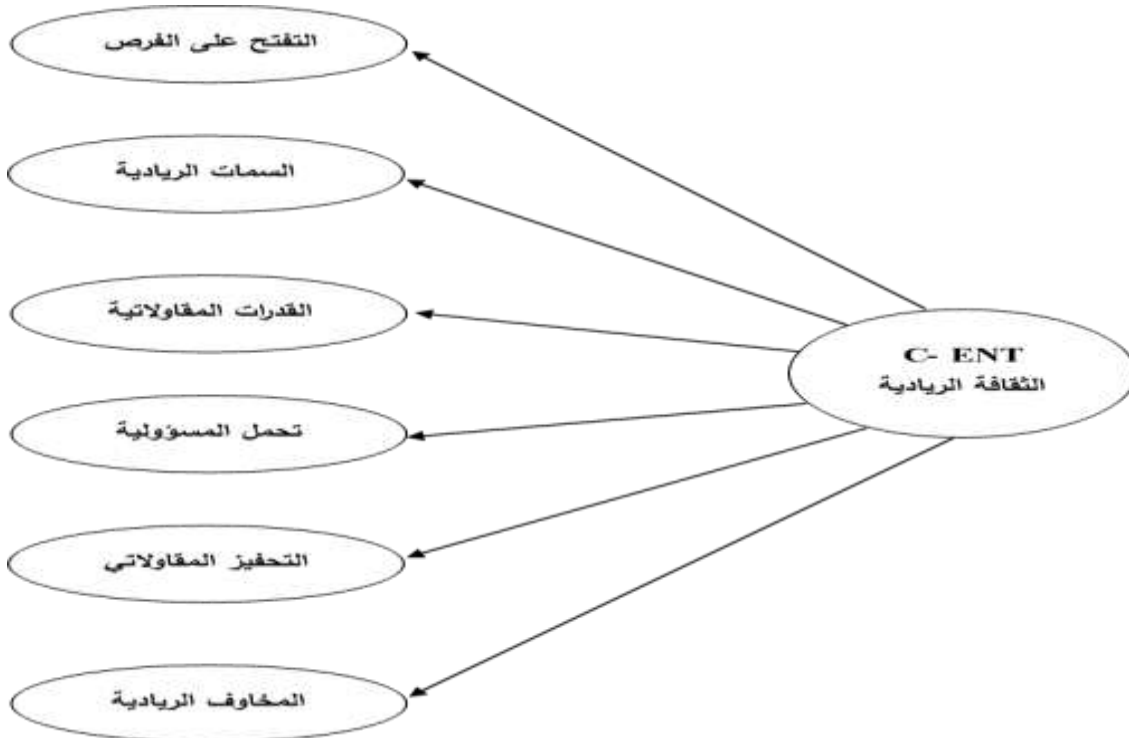 التفتح على الفرص
السمات الريادية
القدرات المقاولاتية
C- ENT
الثقافة الريادية
تحمل المسؤولية
التحفيز المقاولاتي
المخاوف الريادية